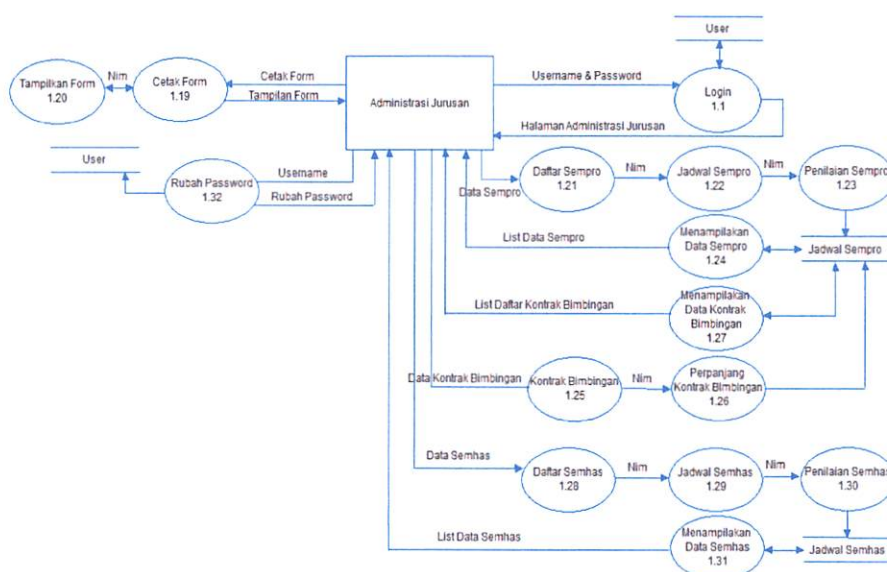 User
Tampilkan Form
1.20
Nim
Cetak Form
1.19
Cetak Form
Tampilan Form
Administrasi Jurusan
Username & Password
Login
1.1
Halaman Administrasi Jurusan
User
Rubah Password
1.32
Username
Rubah Password
Data Sempro
Daftar Sempro
1.21
Nim
Jadwal Sempro
1.22
Nim
Penilaian Sempro
1.23
List Data Sempro
Menampilakan
Data Sempro
1.24
Jadwal Sempro
List Daftar Kontrak Bimbingan
Menampilakan
Data Kontrak
Bimbingan
1.27
Data Kontrak Bimbingan
Kontrak Bimbingan
1.25
Nim
Perpanjang
Kontrak Bimbingan
1.26
Data Semhas
Daftar Semhas
1.28
Nim
Jadwal Semhas
1.29
Nim
Penilaian Semhas
1.30
List Data Semhas
Menampilakan
Data Semhas
1.31
Jadwal Semhas